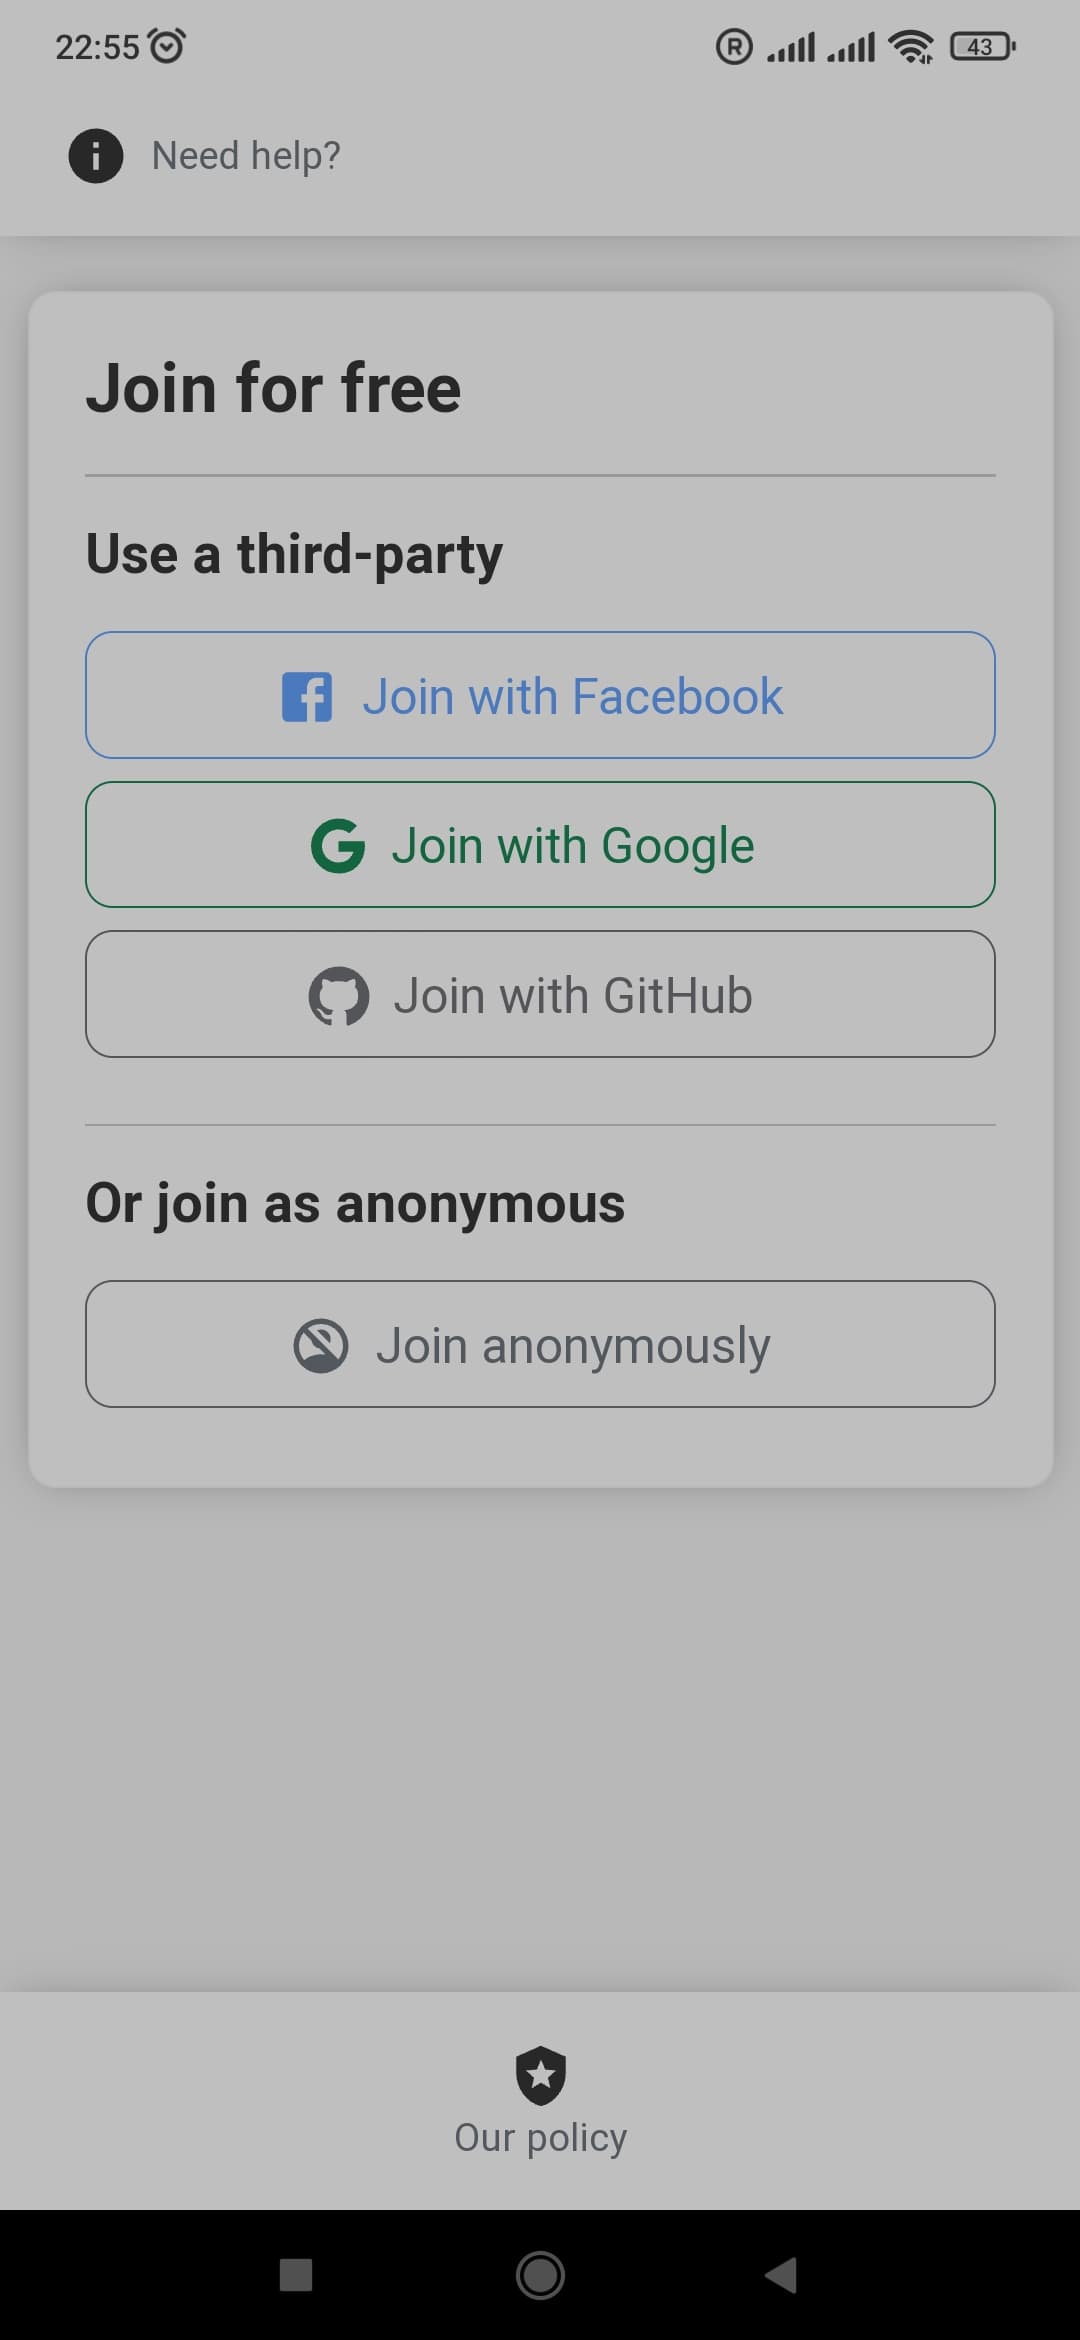 22:55
R
43
Need help?
Join for free
Use a third-party
Join with Facebook
Join with Google
Join with GitHub
Or join as anonymous
Join anonymously
Our policy